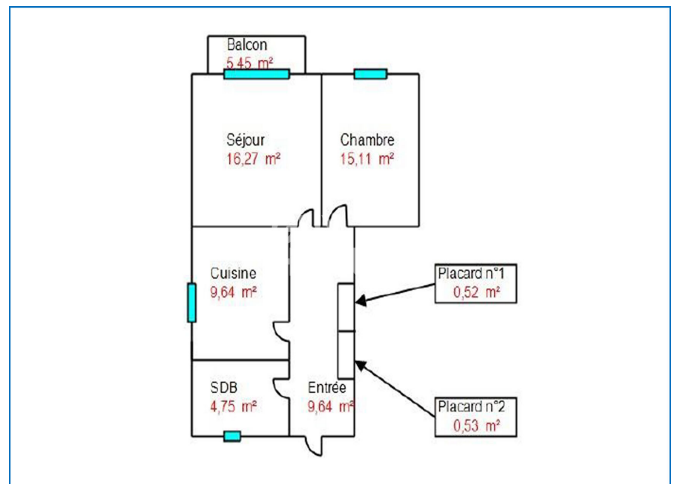 Balcon
5,45 m²
Séjour
16,27 m²
Chambre
15,11 m²
Cuisine
9,64 m²
Placard n°1
0,52 m²
SDB
4,75 m²
Entrée
9,64 m²
Placard n°2
0,53 m²